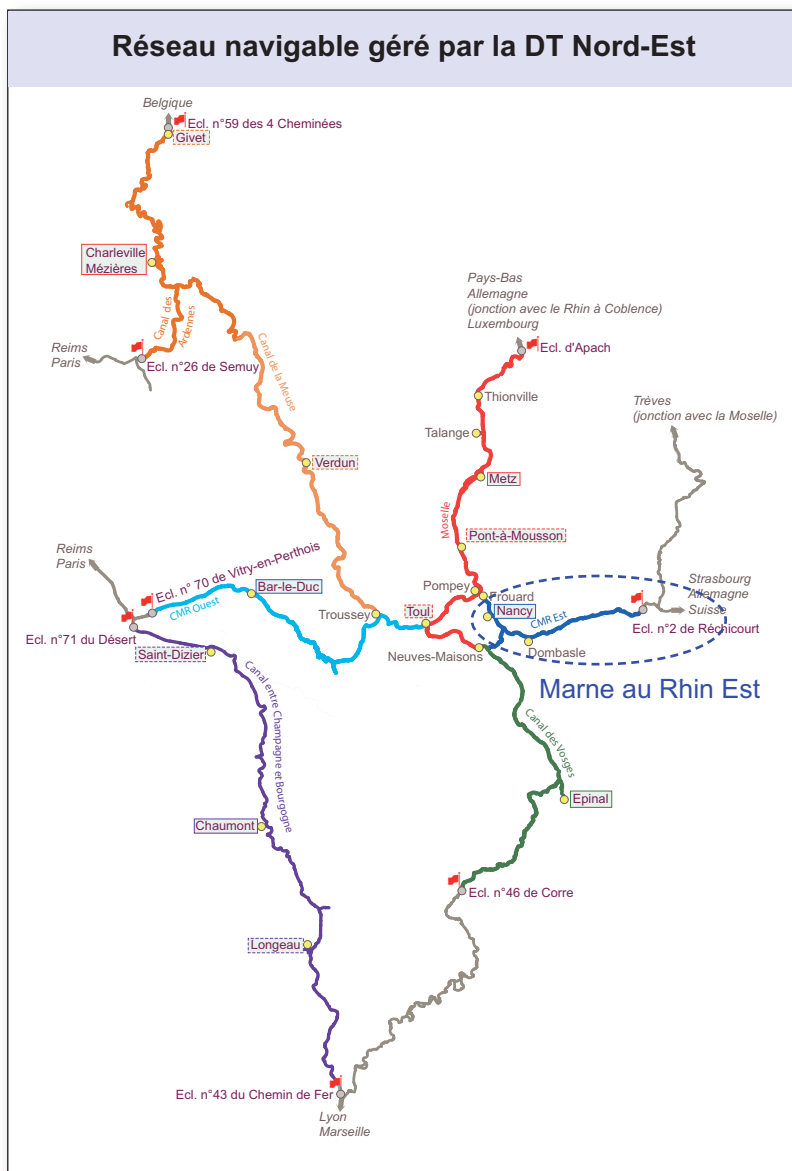 Réseau navigable géré par la DT Nord-Est
Belgique
Ecl. n°59 des 4 Cheminées
Givet
Charleville
Mézières
Canal des
Ardennes
Reims
Paris
Ecl. n°26 de Semuy
Canal de la Meuse
Pays-Bas
Allemagne
(jonction avec le Rhin à Coblence)
Luxembourg
Ecl. d'Apach
Thionville
Talange
Trèves
(jonction avec la Moselle)
Verdun
Metz
Moselle
Pont-à-Mousson
Reims
Paris
Ecl. n° 70 de Vitry-en-Perthois
Bar-le-Duc
CMR Ouest
Troussey
Pompey
Frouard
Toul
Nancy
CMR Est
Strasbourg
Allemagne
Suisse
Ecl. n°71 du Désert
Ecl. n°2 de Réchicourt
Saint-Dizier
Neuves-Maisons
Dombasle
Marne au Rhin Est
Canal entre Champagne et Bourgogne
Canal des Vosges
Epinal
Chaumont
Ecl. n°46 de Corre
Longeau
Ecl. n°43 du Chemin de Fer
Lyon
Marseille